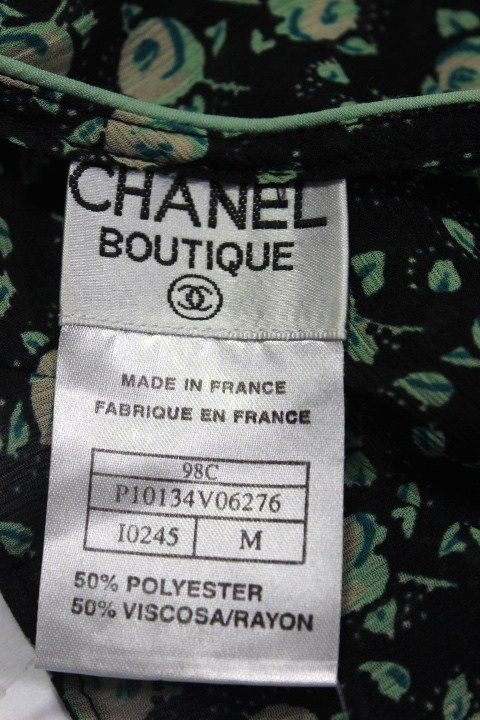 CHANEL
BOUTIQUE
MADE IN FRANCE
FABRIQUE EN FRANCE
98C
P10134V06276
I0245 M
50% POLYESTER
50% VISCOSA/RAYON